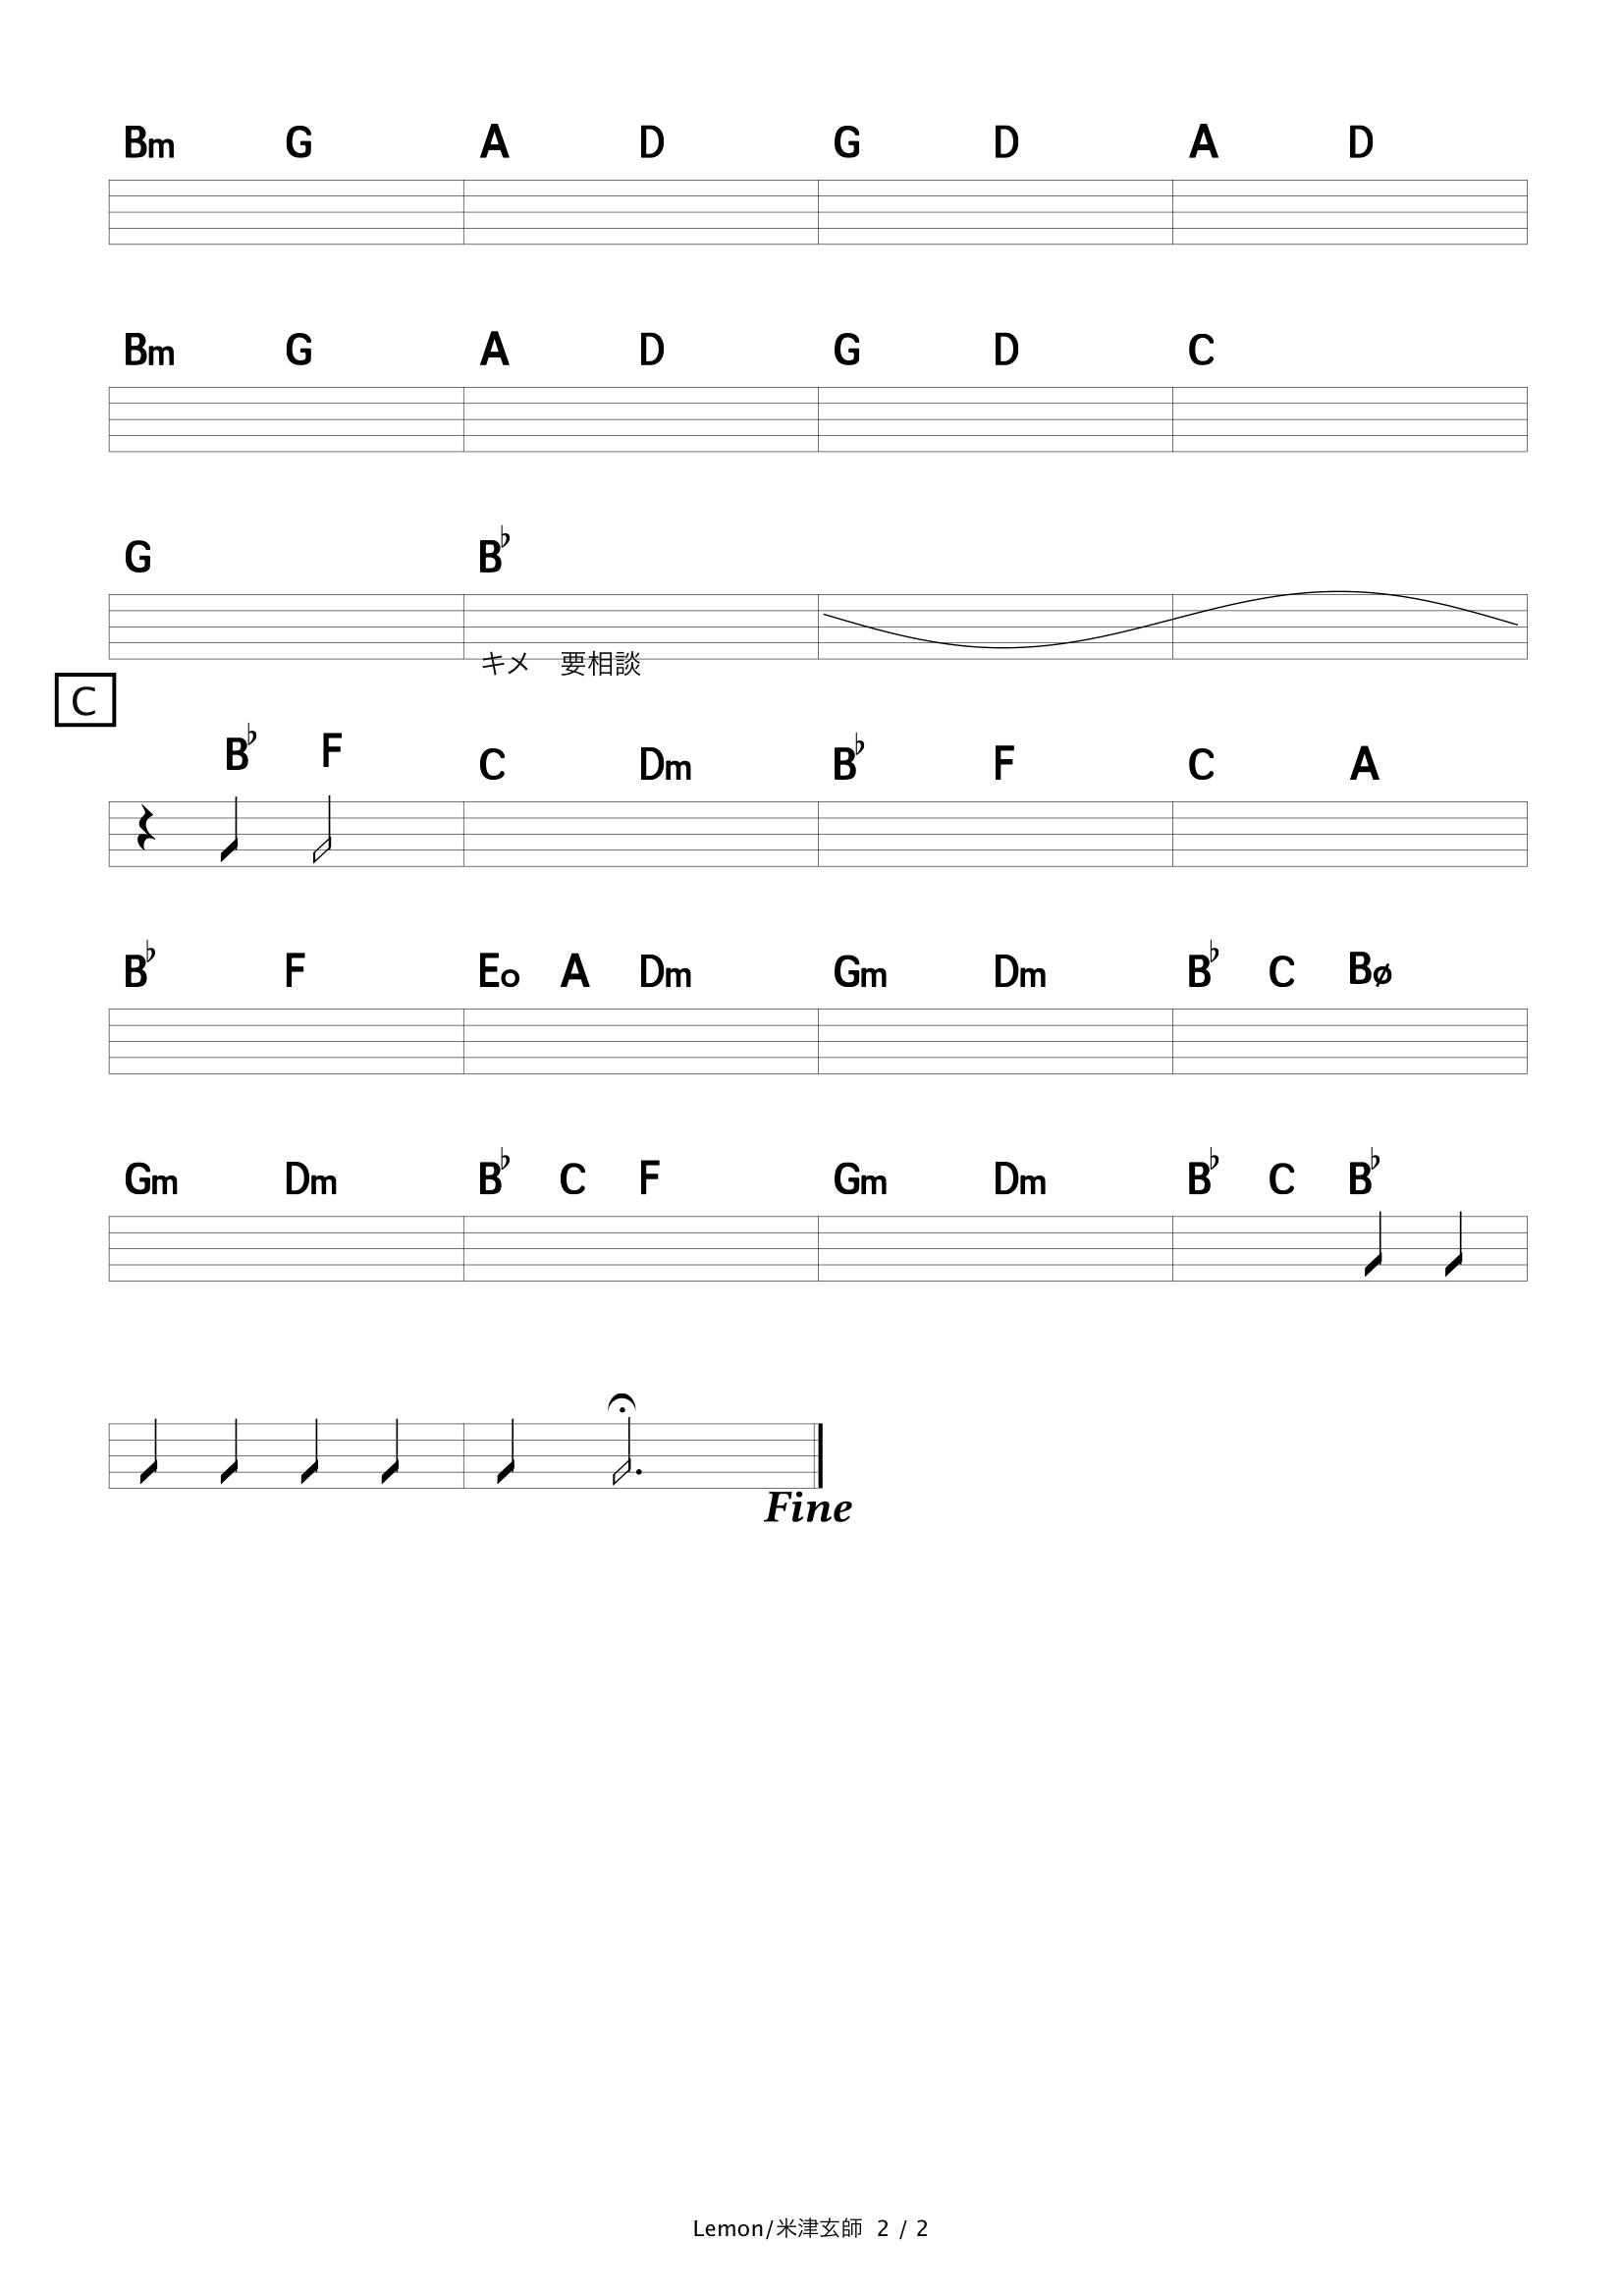 Bm G A D G D A D
Bm G A D G D C
G B♭
キメ　要相談
C
B♭ F C Dm B♭ F C A
B♭ F Eo A Dm Gm Dm B♭ C Bø
Gm Dm B♭ C F Gm Dm B♭ C B♭
Fine
Lemon/米津玄師 2 / 2